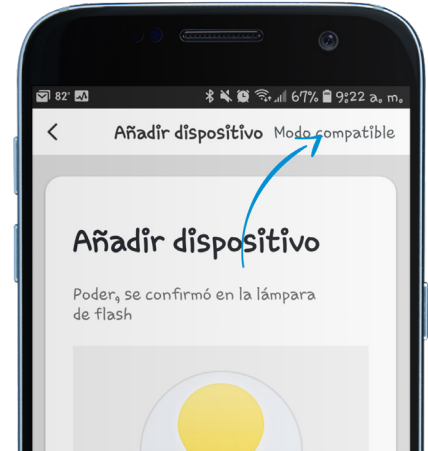 82° 67% 9:22 a. m.
Añadir dispositivo Modo compatible
Añadir dispositivo
Poder, se confirmó en la lámpara
de flash